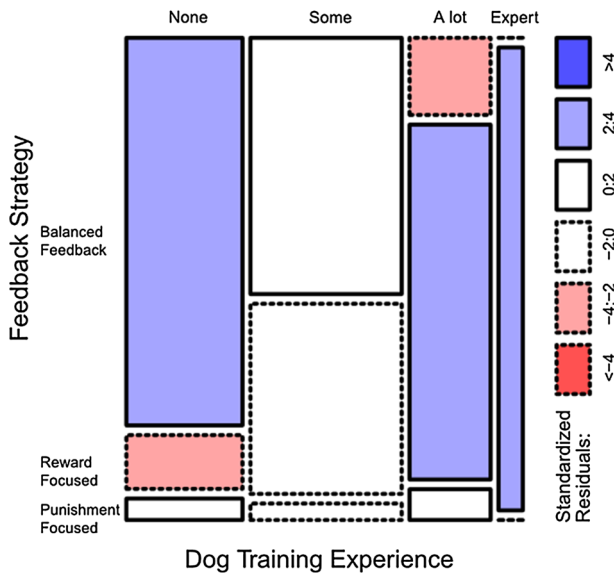 None Some A lot Expert
Feedback Strategy
Balanced
Feedback
Reward
Focused
Punishment
Focused
Dog Training Experience
>4
2:4
0:2
−2:0
−4:−2
<−4
Standardized
Residuals: